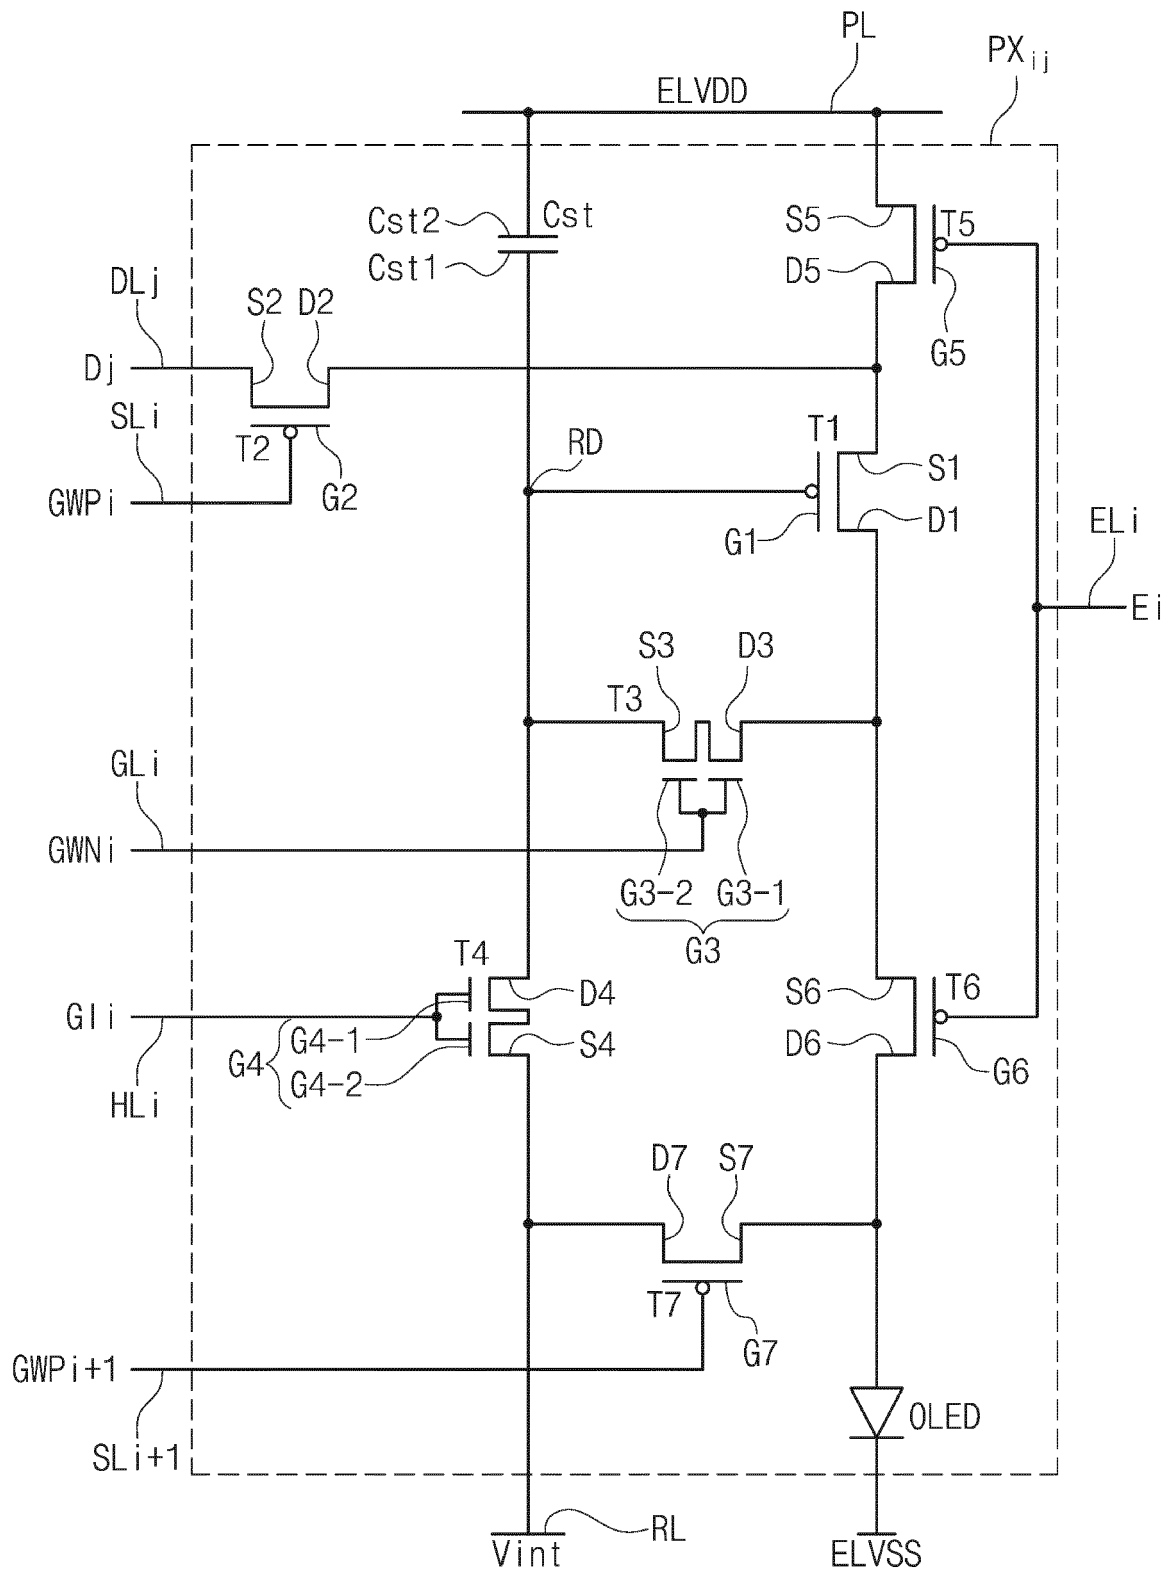 PL
PXij
ELVDD
Cst2
Cst
S5
T5
Cst1
D5
DLj
S2
D2
G5
Dj
SLi
T1
T2
RD
S1
GWPi
G2
G1
D1
ELi
Ei
S3
D3
T3
GLi
GWNi
G3-2
G3-1
G3
T4
T6
D4
S6
GIi
G4-1
S4
D6
G4
G4-2
G6
HLi
D7
S7
T7
G7
GWPi+1
OLED
SLi+1
RL
Vint
ELVSS